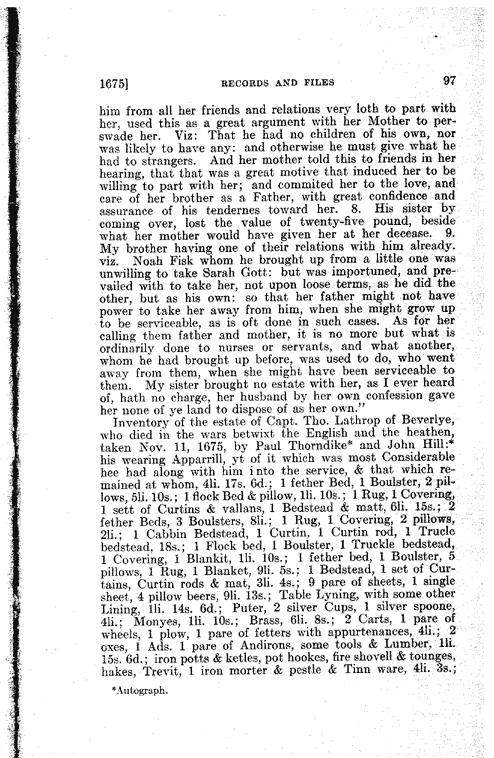 1675] RECORDS AND FILES 97
him from all her friends and relations very loth to part with
her, used this as a great argument with her Mother to per-
swade her. Viz: That he had no children of his own, nor
was likely to have any: and otherwise he must give what he
had to strangers. And her mother told this to friends in her
hearing, that that was a great motive that induced her to be
willing to part with her; and commited her to the love, and
care of her brother as a Father, with great confidence and
assurance of his tendernes toward her. 8. His sister by
coming over, lost the value of twenty-five pound, beside
what her mother would have given her at her decease. 9.
My brother having one of their relations with him already.
viz. Noah Fisk whom he brought up from a little one was
unwilling to take Sarah Gott: but was importuned, and pre-
vailed with to take her, not upon loose terms, as he did the
other, but as his own: so that her father might not have
power to take her away from him, when she might grow up
to be serviceable, as is oft done in such cases. As for her
calling them father and mother, it is no more but what is
ordinarily done to nurses or servants, and what another,
whom he had brought up before, was used to do, who went
away from them, when she might have been serviceable to
them. My sister brought no estate with her, as I ever heard
of, hath no charge, her husband by her own confession gave
her none of ye land to dispose of as her own."
Inventory of the estate of Capt. Tho. Lathrop of Beverlye,
who died in the wars betwixt the English and the heathen,
taken Nov. 11, 1675, by Paul Thorndike* and John Hill:*
his wearing Apparrill, yt of it which was most Considerable
hee had along with him into the service, & that which re-
mained at whom, 4li. 17s. 6d.; 1 fether Bed, 1 Boulster, 2 pil-
lows, 5li. 10s.; 1 flock Bed & pillow, 1li. 10s.; 1 Rug, 1 Covering,
1 sett of Curtins & vallans, 1 Bedstead & matt, 6li. 15s.; 2
fether Beds, 3 Boulsters, 8li.; 1 Rug, 1 Covering, 2 pillows,
2li.; 1 Cabbin Bedstead, 1 Curtin, 1 Curtin rod, 1 Trucle
bedstead, 18s.; 1 Flock bed, 1 Boulster, 1 Truckle bedstead,
1 Covering, 1 Blankit, 1li. 10s.; 1 fether bed, 1 Boulster, 5
pillows, 1 Rug, 1 Blanket, 9li. 5s.; 1 Bedstead, 1 set of Cur-
tains, Curtin rods & mat, 3li. 4s.; 9 pare of sheets, 1 single
sheet, 4 pillow beers, 9li. 13s.; Table Lyning, with some other
Lining, 1li. 14s. 6d.; Puter, 2 silver Cups, 1 silver spoone,
4li.; Monyes, 1li. 10s.; Brass, 6li. 8s.; 2 Carts, 1 pare of
wheels, 1 plow, 1 pare of fetters with appurtenances, 4li.; 2
oxes, 1 Ads. 1 pare of Andirons, some tools & Lumber, 1li.
15s. 6d.; iron potts & ketles, pot hookes, fire shovell & tounges,
hakes, Trevit, 1 iron morter & pestle & Tinn ware, 4li. 3s.;
*Autograph.